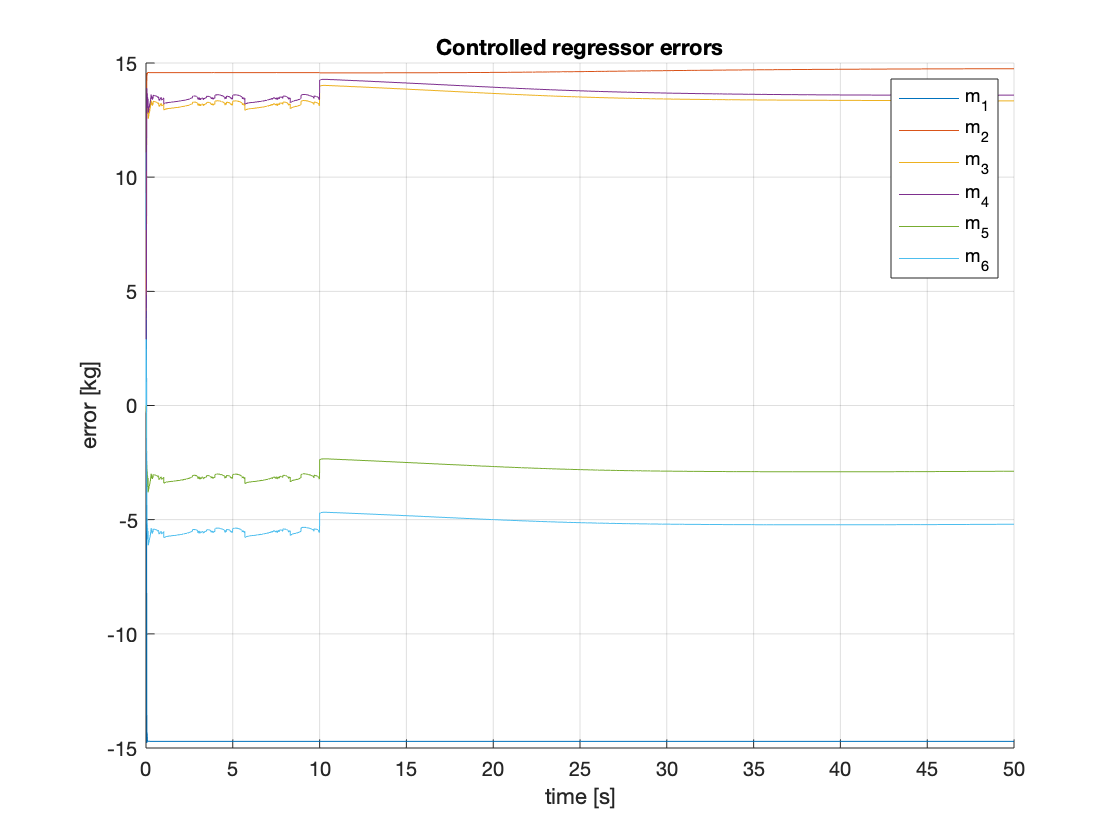 Controlled regressor errors
15
10
5
0
-5
-10
-15
error [kg]
m1
m2
m3
m4
m5
m6
0 5 10 15 20 25 30 35 40 45 50
time [s]